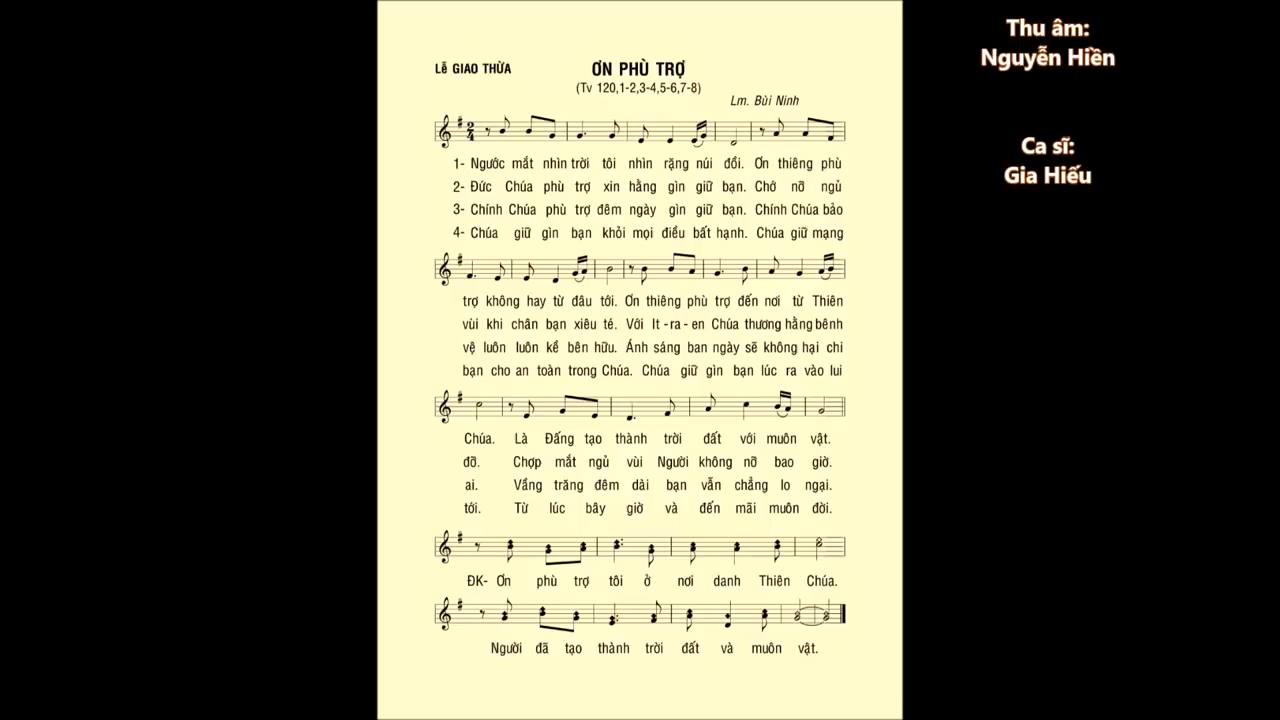 Thu âm:
Nguyễn Hiền
Ca sĩ:
Gia Hiếu
LỄ GIAO THỪA
ƠN PHÙ TRỢ
(Tv 120,1-2,3-4,5-6,7-8)
Lm. Bùi Ninh
1- Ngước mắt nhìn trời tôi nhìn rặng núi đồi. Ơn thiêng phù
2- Đức Chúa phù trợ xin hằng gìn giữ bạn. Chớ nỡ ngủ
3- Chính Chúa phù trợ đêm ngày gìn giữ bạn. Chính Chúa bảo
4- Chúa giữ gìn bạn khỏi mọi điều bất hạnh. Chúa giữ mạng
trợ không hay từ đâu tới. Ơn thiêng phù trợ đến nơi từ Thiên
vùi khi chân bạn xiêu té. Với It - ra - en Chúa thương hằng bênh
vệ luôn luôn kề bên hữu. Ánh sáng ban ngày sẽ không hại chi
bạn cho an toàn trong Chúa. Chúa giữ gìn bạn lúc ra vào lui
Chúa. Là Đấng tạo thành trời đất với muôn vật.
đỡ. Chợp mắt ngủ vùi Người không nỡ bao giờ.
ai. Vầng trăng đêm dài bạn vẫn chẳng lo ngại.
tới. Từ lúc bây giờ và đến mãi muôn đời.
ĐK- Ơn phù trợ tôi ở nơi danh Thiên Chúa.
Người đã tạo thành trời đất và muôn vật.